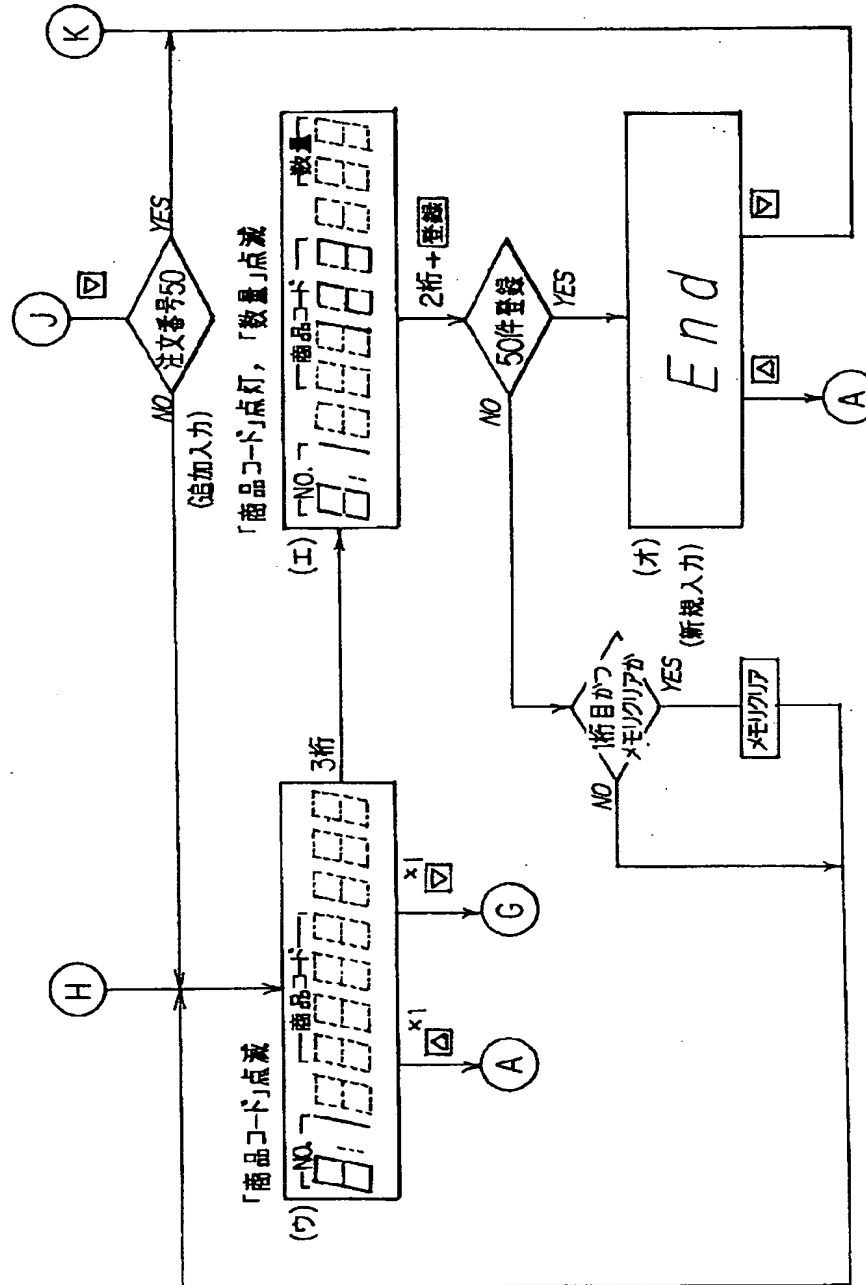 H
J
K
▽
注文番号50
NO
YES
(追加入力)
「商品コード」点滅
「商品コード」点灯, 「数量」点滅
(ウ)
NO.
商品コード
3桁
(エ)
NO.
商品コード
数量
×1
△
×1
▽
A
G
2桁+登録
50件登録
NO
YES
1桁目かつ
メモリクリアか
NO
YES
(新規入力)
メモリクリア
(オ)
End
△
▽
A